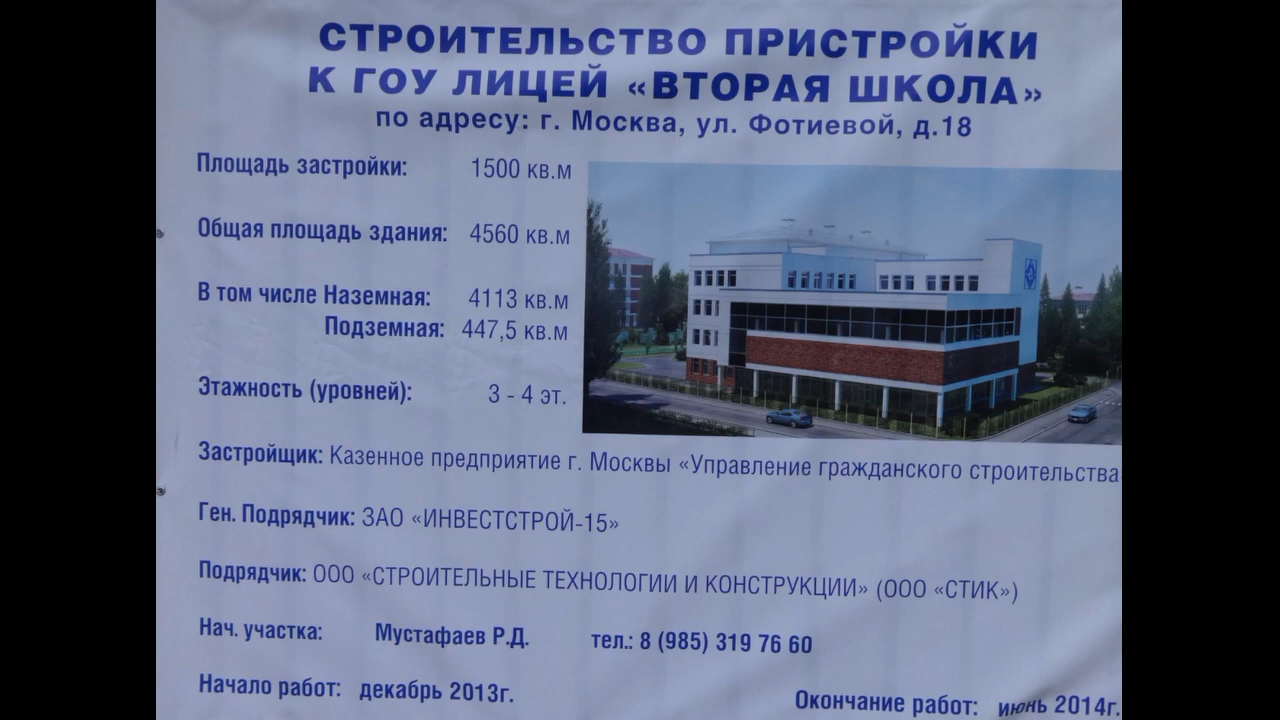 СТРОИТЕЛЬСТВО ПРИСТРОЙКИ
К ГОУ ЛИЦЕЙ «ВТОРАЯ ШКОЛА»
по адресу: г. Москва, ул. Фотиевой, д.18
Площадь застройки: 1500 кв.м
Общая площадь здания: 4560 кв.м
В том числе Наземная: 4113 кв.м
Подземная: 447,5 кв.м
Этажность (уровней): 3 - 4 эт.
Застройщик: Казенное предприятие г. Москвы «Управление гражданского строительства
Ген. Подрядчик: ЗАО «ИНВЕСТСТРОЙ-15»
Подрядчик: ООО «СТРОИТЕЛЬНЫЕ ТЕХНОЛОГИИ И КОНСТРУКЦИИ» (ООО «СТИК»)
Нач. участка: Мустафаев Р.Д. тел.: 8 (985) 319 76 60
Начало работ: декабрь 2013г. Окончание работ: июнь 2014г.